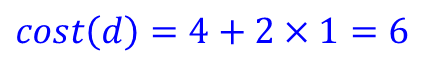 cost(d) = 4 + 2 × 1 = 6